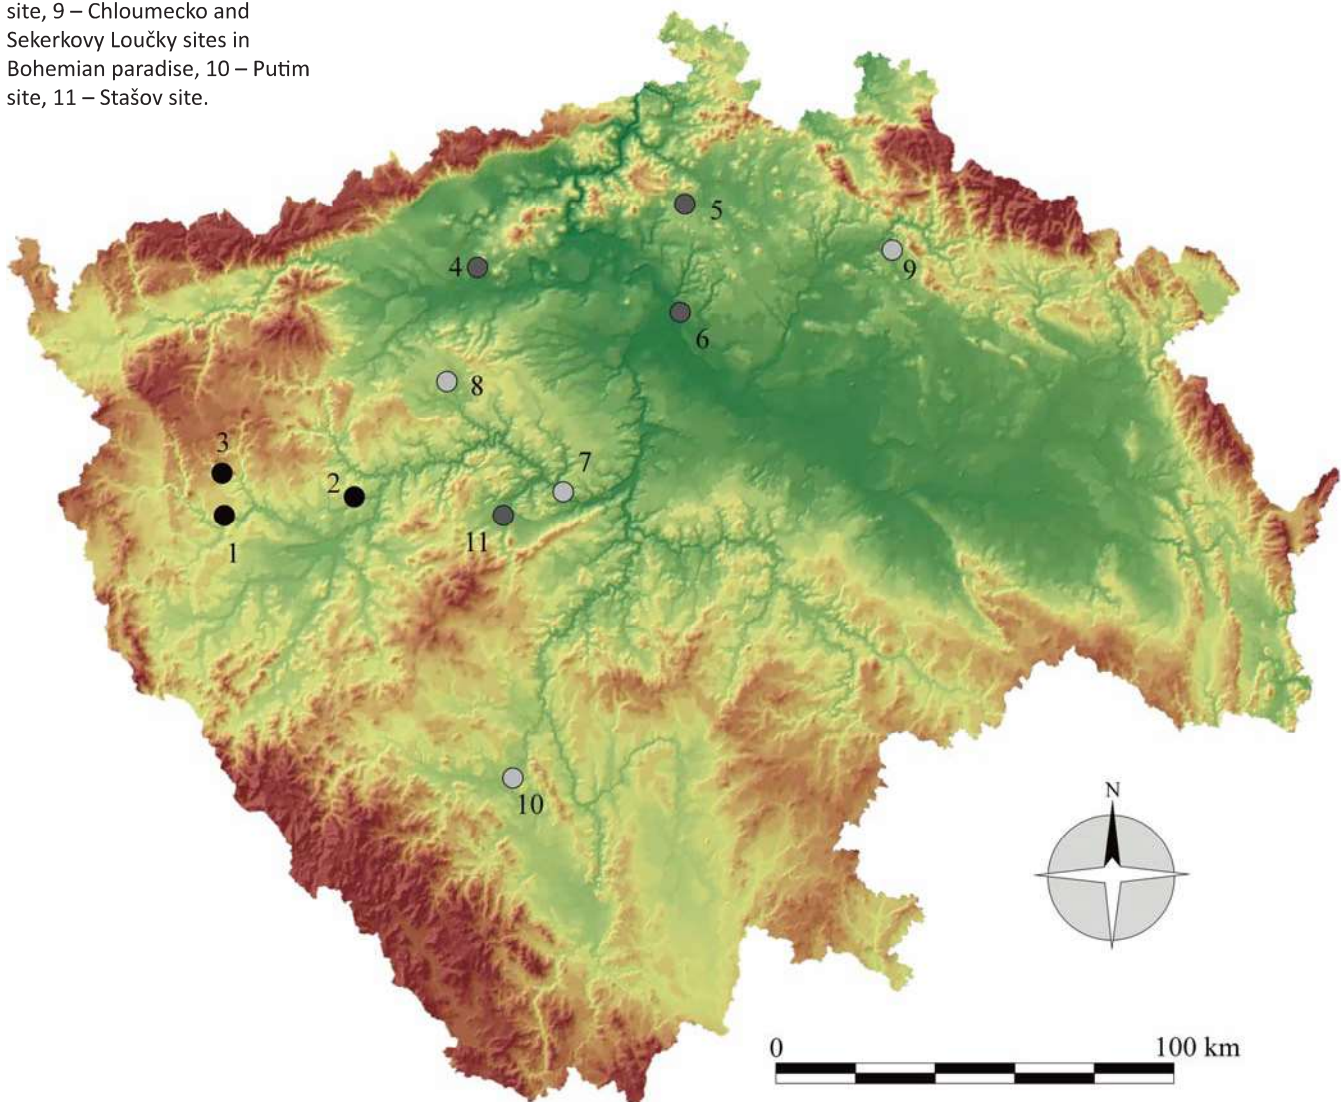 site, 9 – Chloumecko and
Sekerkovy Loučky sites in
Bohemian paradise, 10 – Putim
site, 11 – Stašov site.
5
4
9
6
8
3
7
2
11
1
10
N
0 100 km